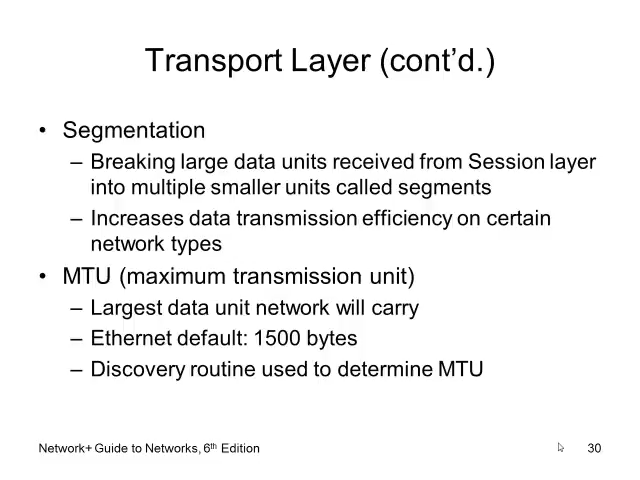 Transport Layer (cont’d.)
• Segmentation
– Breaking large data units received from Session layer
into multiple smaller units called segments
– Increases data transmission efficiency on certain
network types
• MTU (maximum transmission unit)
– Largest data unit network will carry
– Ethernet default: 1500 bytes
– Discovery routine used to determine MTU
Network+ Guide to Networks, 6th Edition 30